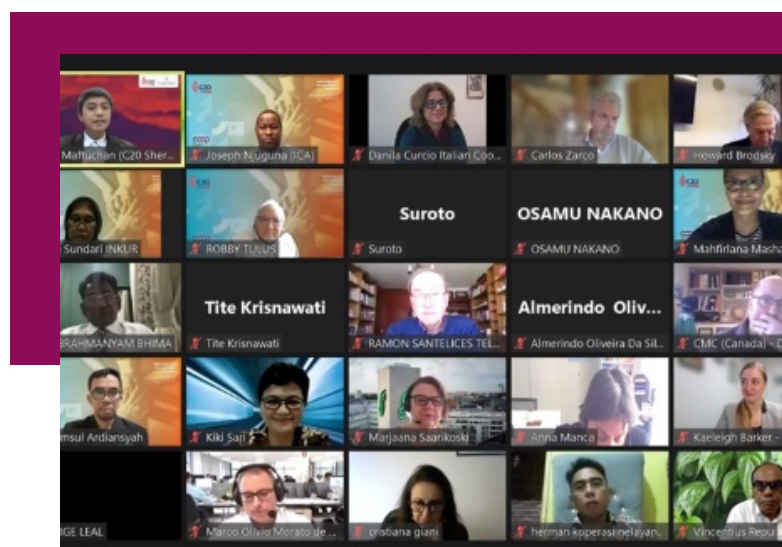 Maftuchan (C20 Sher...
Joseph Njuguna (ICA)
Danila Curcio Italian Coo...
Carlos Zarco
Howard Brodsky
Sundari INKUR
ROBBY TULUS
Suroto
Suroto
OSAMU NAKANO
OSAMU NAKANO
Mahfirlana Masha
BRAHMANYAM BHIMA
Tite Krisnawati
Tite Krisnawati
RAMON SANTELICES TEL...
Almerindo Oliv...
Almerindo Oliveira Da Sil...
CMC (Canada) - D
msul Ardiansyah
Kiki Sari
Marjaana Saarikoski
Anna Manca
Kaeleigh Barker -
GE LEAL
Marco Olívio Morato de ...
cristiana giani
herman koperasi nelayan...
Vincentius Repu